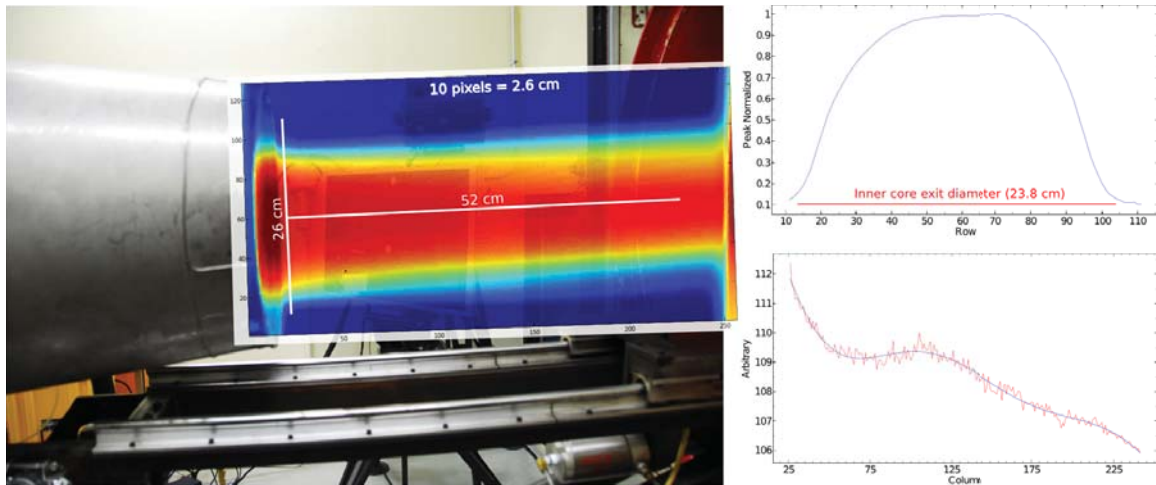 10 pixels = 2.6 cm
120
100
80
60
40
20
26 cm
52 cm
50
100
150
200
250
1
0.9
0.8
0.7
0.6
0.5
0.4
0.3
0.2
0.1
Peak Normalized
Inner core exit diameter (23.8 cm)
10 20 30 40 50 60 70 80 90 100 110
Row
112
111
110
109
108
107
106
Arbitrary
25 75 125 175 225
Column